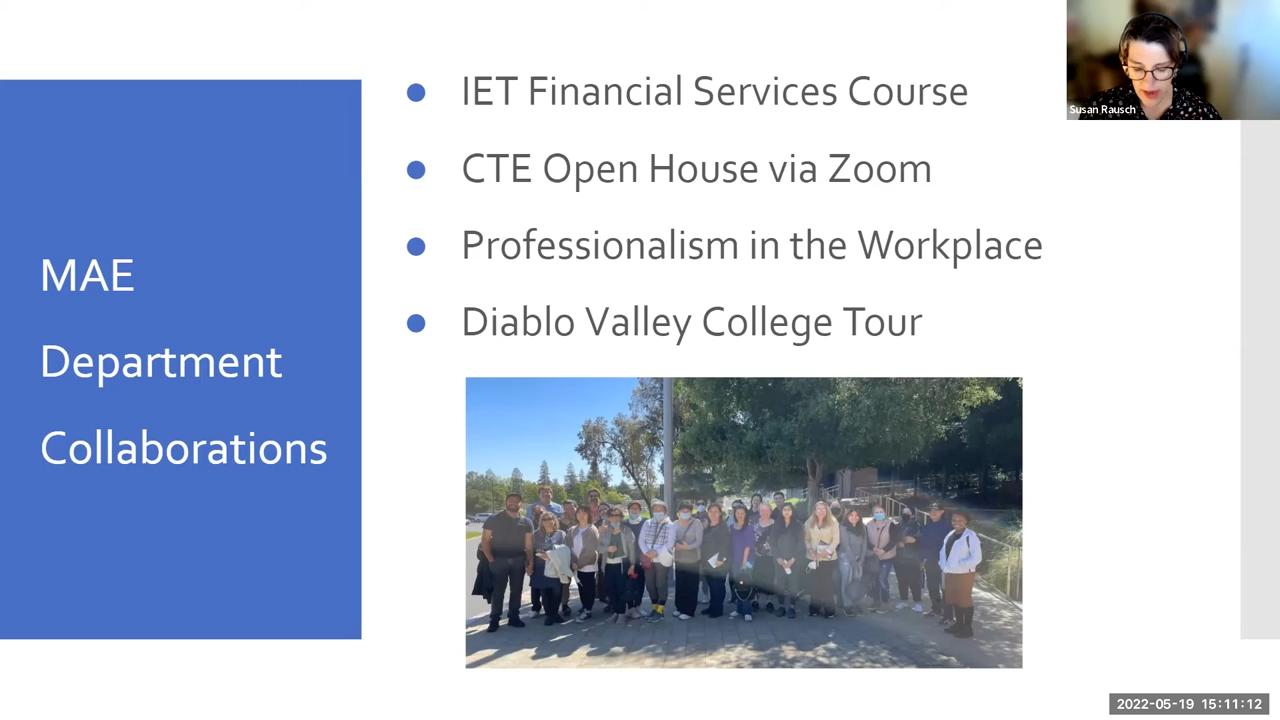 MAE
Department
Collaborations
IET Financial Services Course
CTE Open House via Zoom
Professionalism in the Workplace
Diablo Valley College Tour
Susan Rausch
2022-05-19 15:11:12